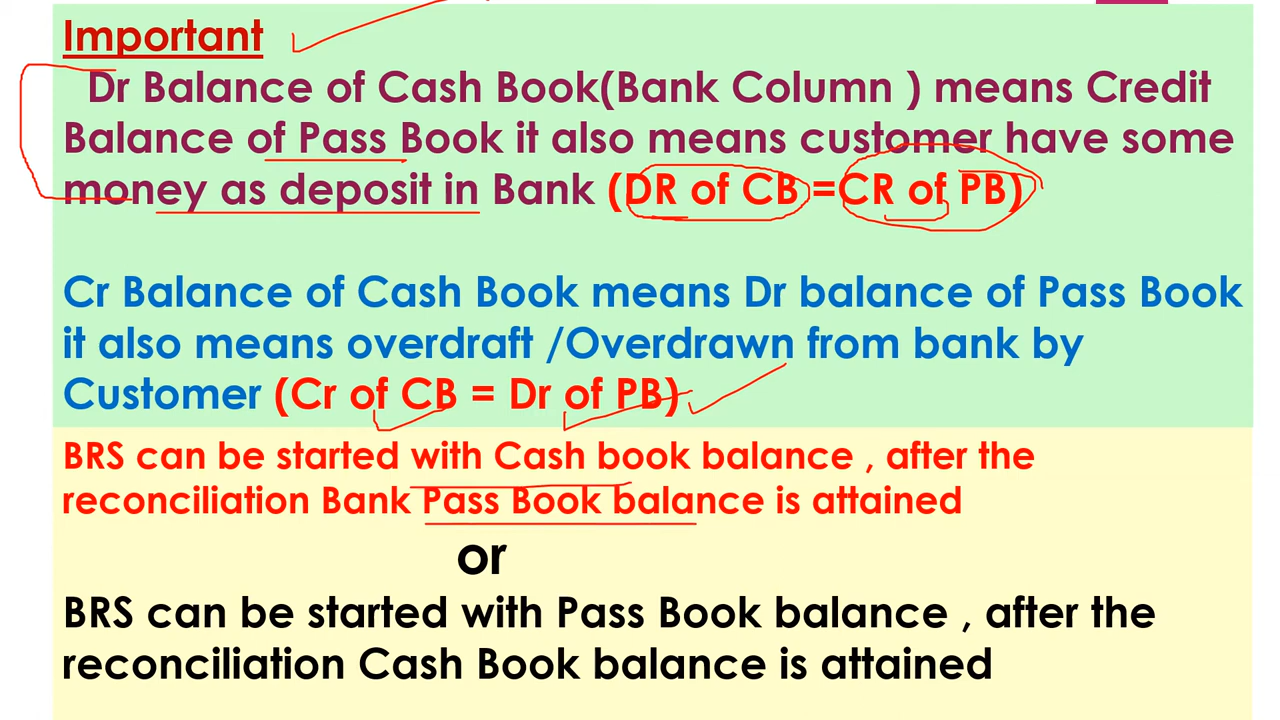 Important
Dr Balance of Cash Book(Bank Column ) means Credit
Balance of Pass Book it also means customer have some
money as deposit in Bank (DR of CB =CR of PB)
Cr Balance of Cash Book means Dr balance of Pass Book
it also means overdraft /Overdrawn from bank by
Customer (Cr of CB = Dr of PB)
BRS can be started with Cash book balance , after the
reconciliation Bank Pass Book balance is attained
or
BRS can be started with Pass Book balance , after the
reconciliation Cash Book balance is attained